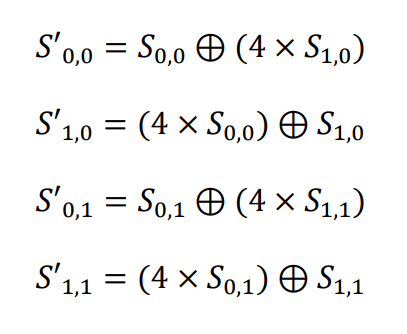 S′0,0 = S0,0 ⊕ (4 × S1,0)
S′1,0 = (4 × S0,0) ⊕ S1,0
S′0,1 = S0,1 ⊕ (4 × S1,1)
S′1,1 = (4 × S0,1) ⊕ S1,1